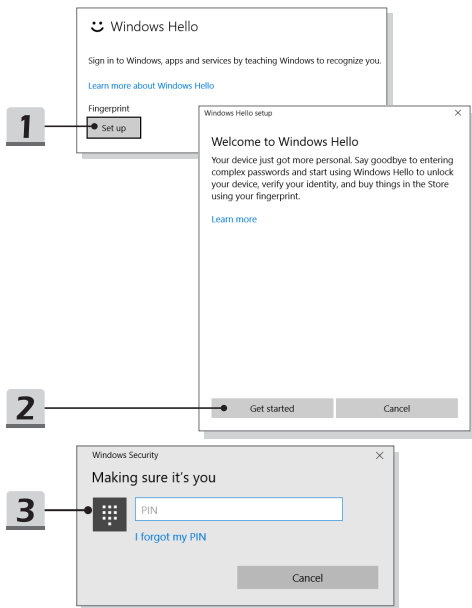 Windows Hello
Sign in to Windows, apps and services by teaching Windows to recognize you.
Learn more about Windows Hello
Fingerprint
1
Set up
Windows Hello setup
Welcome to Windows Hello
Your device just got more personal. Say goodbye to entering
complex passwords and start using Windows Hello to unlock
your device, verify your identity, and buy things in the Store
using your fingerprint.
Learn more
2
Get started
Cancel
Windows Security
Making sure it's you
3
PIN
I forgot my PIN
Cancel